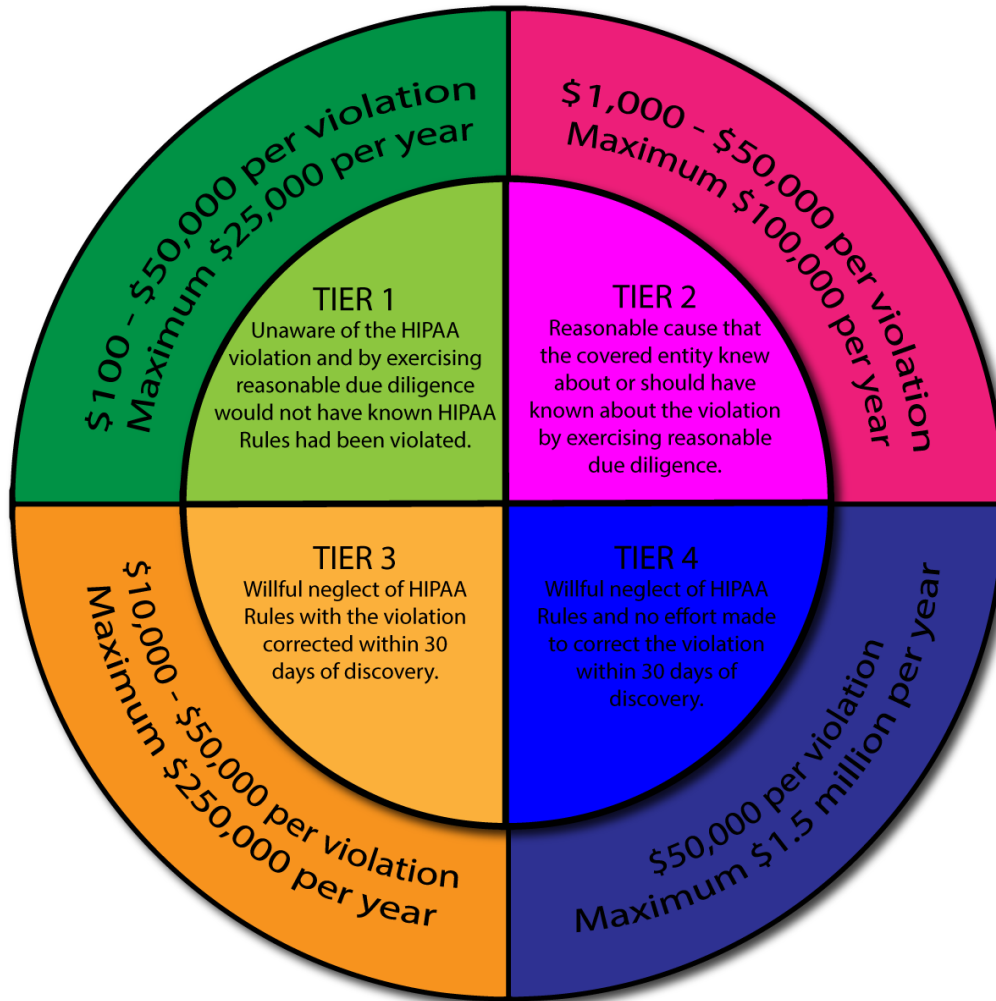 $100 - $50,000 per violation
Maximum $25,000 per year
$1,000 - $50,000 per violation
Maximum $100,000 per year
TIER 1
Unaware of the HIPAA
violation and by exercising
reasonable due diligence
would not have known HIPAA
Rules had been violated.
TIER 2
Reasonable cause that
the covered entity knew
about or should have
known about the violation
by exercising reasonable
due diligence.
TIER 3
Willful neglect of HIPAA
Rules with the violation
corrected within 30
days of discovery.
TIER 4
Willful neglect of HIPAA
Rules and no effort made
to correct the violation
within 30 days of
discovery.
$10,000 - $50,000 per violation
Maximum $250,000 per year
$50,000 per violation
Maximum $1.5 million per year